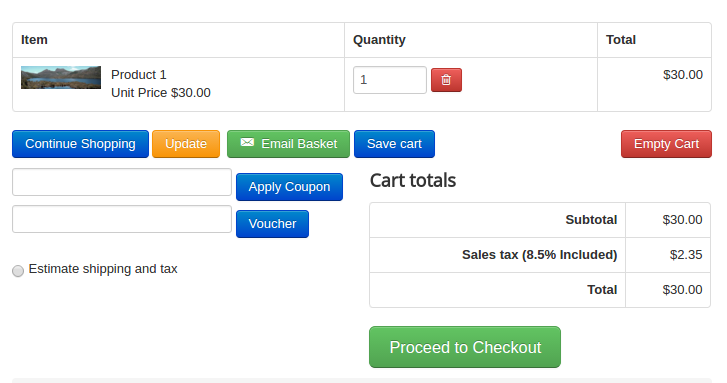 Item Quantity Total
Product 1 1 $30.00
Unit Price $30.00
Continue Shopping Update Email Basket Save cart Empty Cart
Apply Coupon
Voucher
Estimate shipping and tax
Cart totals
Subtotal $30.00
Sales tax (8.5% Included) $2.35
Total $30.00
Proceed to Checkout